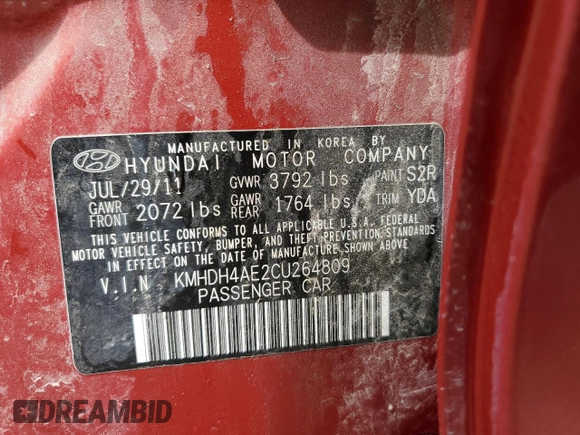 MANUFACTURED IN KOREA BY
HYUNDAI MOTOR COMPANY
JUL/29/11 GVWR 3792 lbs PAINT S2R
GAWR FRONT 2072 lbs GAWR REAR 1764 lbs TRIM YDA
THIS VEHICLE CONFORMS TO ALL APPLICABLE U.S.A. FEDERAL
MOTOR VEHICLE SAFETY, BUMPER, AND THEFT PREVENTION STANDARDS
IN EFFECT ON THE DATE OF MANUFACTURE SHOWN ABOVE.
V.I.N KMHDH4AE2CU264809
PASSENGER CAR
DREAMBID